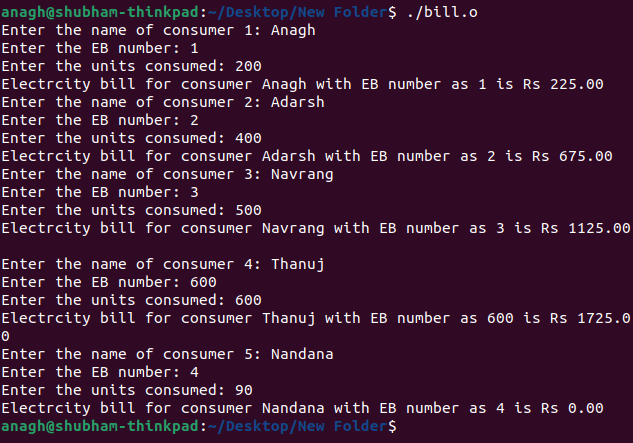 anagh@shubham-thinkpad:~/Desktop/New Folder$ ./bill.o
Enter the name of consumer 1: Anagh
Enter the EB number: 1
Enter the units consumed: 200
Electrcity bill for consumer Anagh with EB number as 1 is Rs 225.00
Enter the name of consumer 2: Adarsh
Enter the EB number: 2
Enter the units consumed: 400
Electrcity bill for consumer Adarsh with EB number as 2 is Rs 675.00
Enter the name of consumer 3: Navrang
Enter the EB number: 3
Enter the units consumed: 500
Electrcity bill for consumer Navrang with EB number as 3 is Rs 1125.00

Enter the name of consumer 4: Thanuj
Enter the EB number: 600
Enter the units consumed: 600
Electrcity bill for consumer Thanuj with EB number as 600 is Rs 1725.0
0
Enter the name of consumer 5: Nandana
Enter the EB number: 4
Enter the units consumed: 90
Electrcity bill for consumer Nandana with EB number as 4 is Rs 0.00
anagh@shubham-thinkpad:~/Desktop/New Folder$